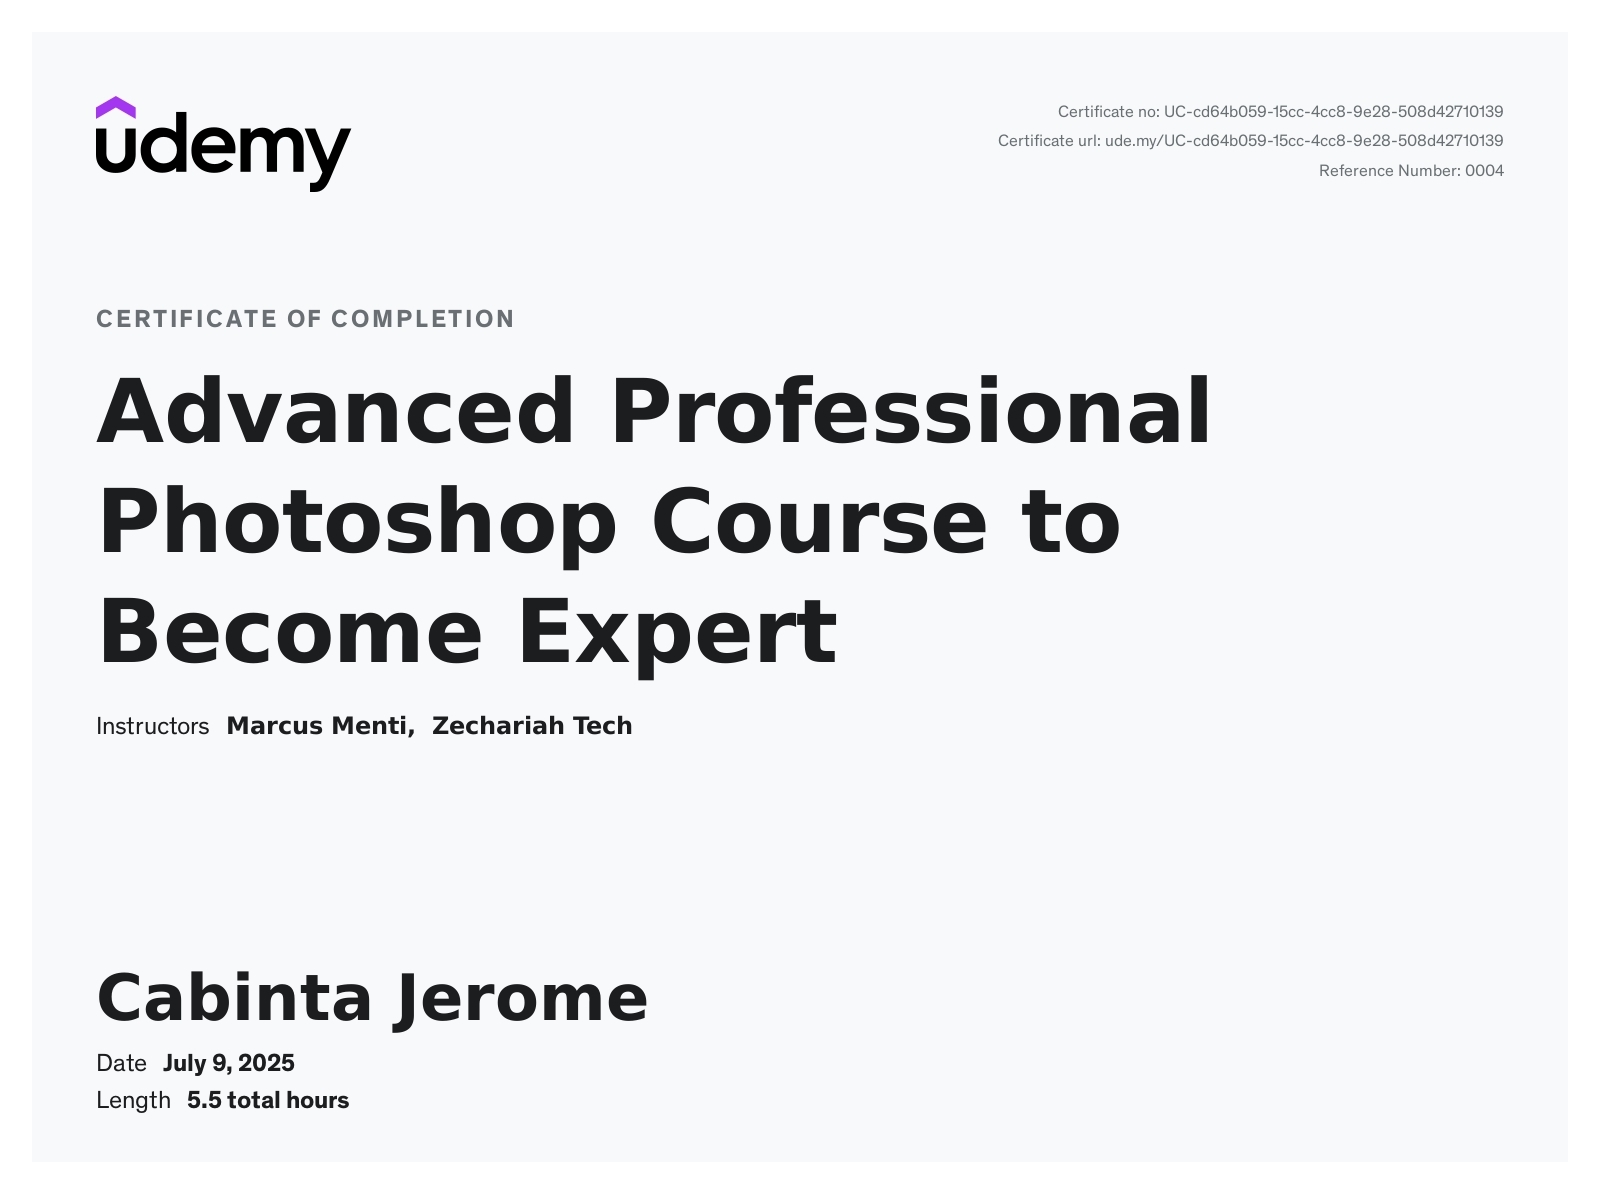 udemy
Certificate no: UC-cd64b059-15cc-4cc8-9e28-508d42710139
Certificate url: ude.my/UC-cd64b059-15cc-4cc8-9e28-508d42710139
Reference Number: 0004
CERTIFICATE OF COMPLETION
Advanced Professional
Photoshop Course to
Become Expert
Instructors Marcus Menti, Zechariah Tech
Cabinta Jerome
Date July 9, 2025
Length 5.5 total hours